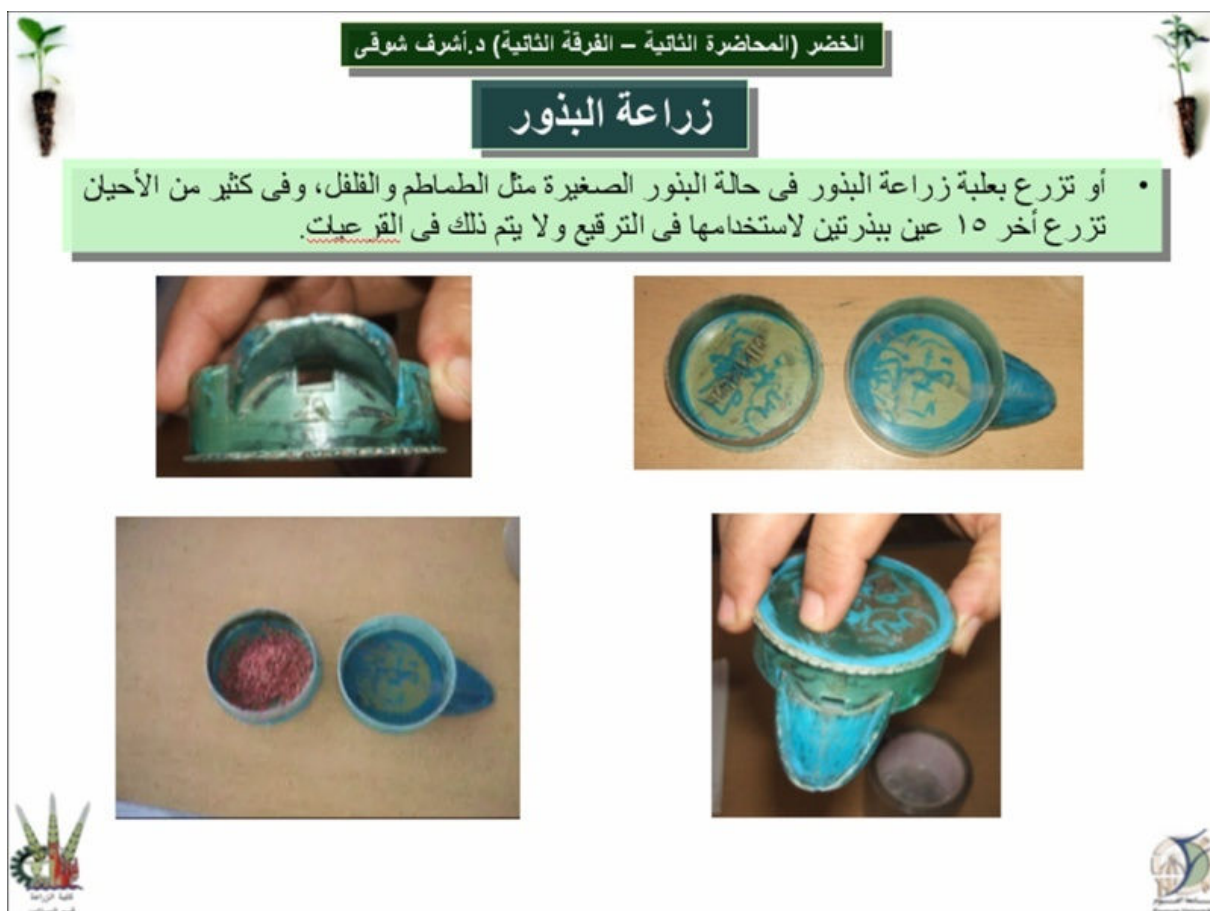 الخضر (المحاضرة الثانية – الفرقة الثانية) د.أشرف شوقى
زراعة البذور
• أو تزرع بعلبة زراعة البذور فى حالة البذور الصغيرة مثل الطماطم والفلفل، وفى كثير من الأحيان
تزرع أخر ١٥ عين ببذرتين لاستخدامها فى الترقيع ولا يتم ذلك فى القرعيات.
كلية الزراعة